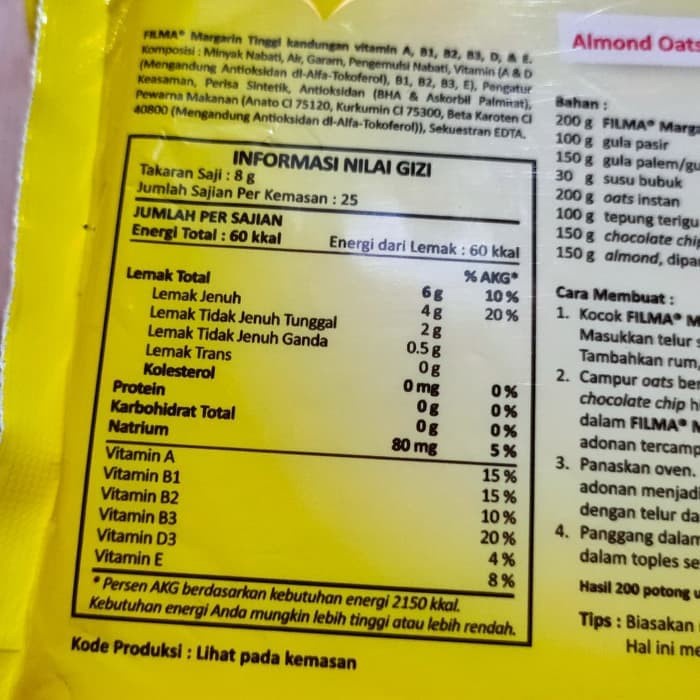 FILMA® Margarin Tinggi kandungan vitamin A, B1, B2, B3, D, & E.
Komposisi : Minyak Nabati, Air, Garam, Pengemulsi Nabati, Vitamin (A & D
(Mengandung Antioksidan dl-Alfa-Tokoferol), B1, B2, B3, E), Pengatur
Keasaman, Perisa Sintetik, Antioksidan (BHA & Askorbil Palmitat),
Pewarna Makanan (Anato CI 75120, Kurkumin CI 75300, Beta Karoten CI
40800 (Mengandung Antioksidan dl-Alfa-Tokoferol)), Sekuestran EDTA.
INFORMASI NILAI GIZI
Takaran Saji : 8 g
Jumlah Sajian Per Kemasan : 25
JUMLAH PER SAJIAN
Energi Total : 60 kkal Energi dari Lemak : 60 kkal
% AKG*
Lemak Total 6 g 10 %
Lemak Jenuh 4 g 20 %
Lemak Tidak Jenuh Tunggal 2 g
Lemak Tidak Jenuh Ganda 0.5 g
Lemak Trans 0 g
Kolesterol 0 mg 0 %
Protein 0 g 0 %
Karbohidrat Total 0 g 0 %
Natrium 80 mg 5 %
Vitamin A 15 %
Vitamin B1 15 %
Vitamin B2 10 %
Vitamin B3 20 %
Vitamin D3 4 %
Vitamin E 8 %
* Persen AKG berdasarkan kebutuhan energi 2150 kkal.
Kebutuhan energi Anda mungkin lebih tinggi atau lebih rendah.
Kode Produksi : Lihat pada kemasan
Almond Oats
Bahan :
200 g FILMA® Marga
100 g gula pasir
150 g gula palem/gu
30 g susu bubuk
200 g oats instan
100 g tepung terigu
150 g chocolate chip
150 g almond, dipa
Cara Membuat :
1. Kocok FILMA® M
Masukkan telur s
Tambahkan rum,
2. Campur oats be
chocolate chip h
dalam FILMA® M
adonan tercamp
3. Panaskan oven.
adonan menjadi
dengan telur da
4. Panggang dalam
dalam toples se
Hasil 200 potong u
Tips : Biasakan
Hal ini me